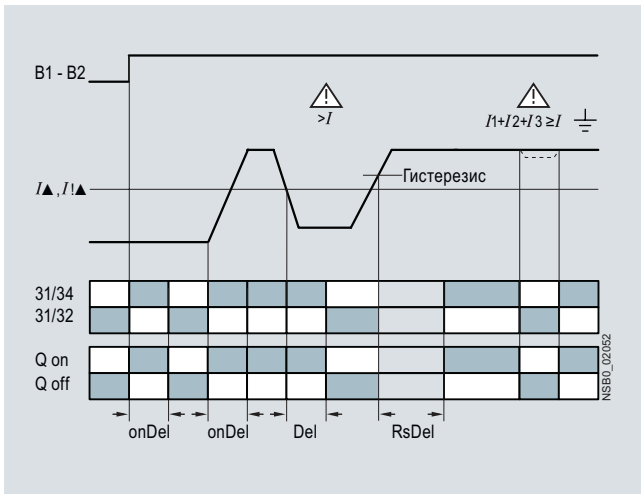 B1 - B2
>I
I1+I2+I3 ≥I
Гистерезис
I▲,I!▲
31/34
31/32
Q on
Q off
NSB0_02052
onDel
onDel
Del
RsDel